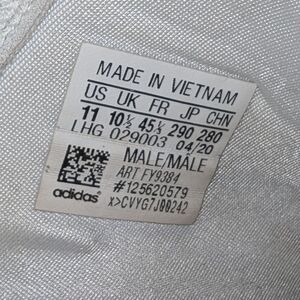 MADE IN VIETNAM
US UK FR JP CHN
11 10½ 45⅓ 290 280
LHG 029003 04/20
MALE/MÂLE
ART FY9384
#125620579
x>CVYG7J00242
adidas